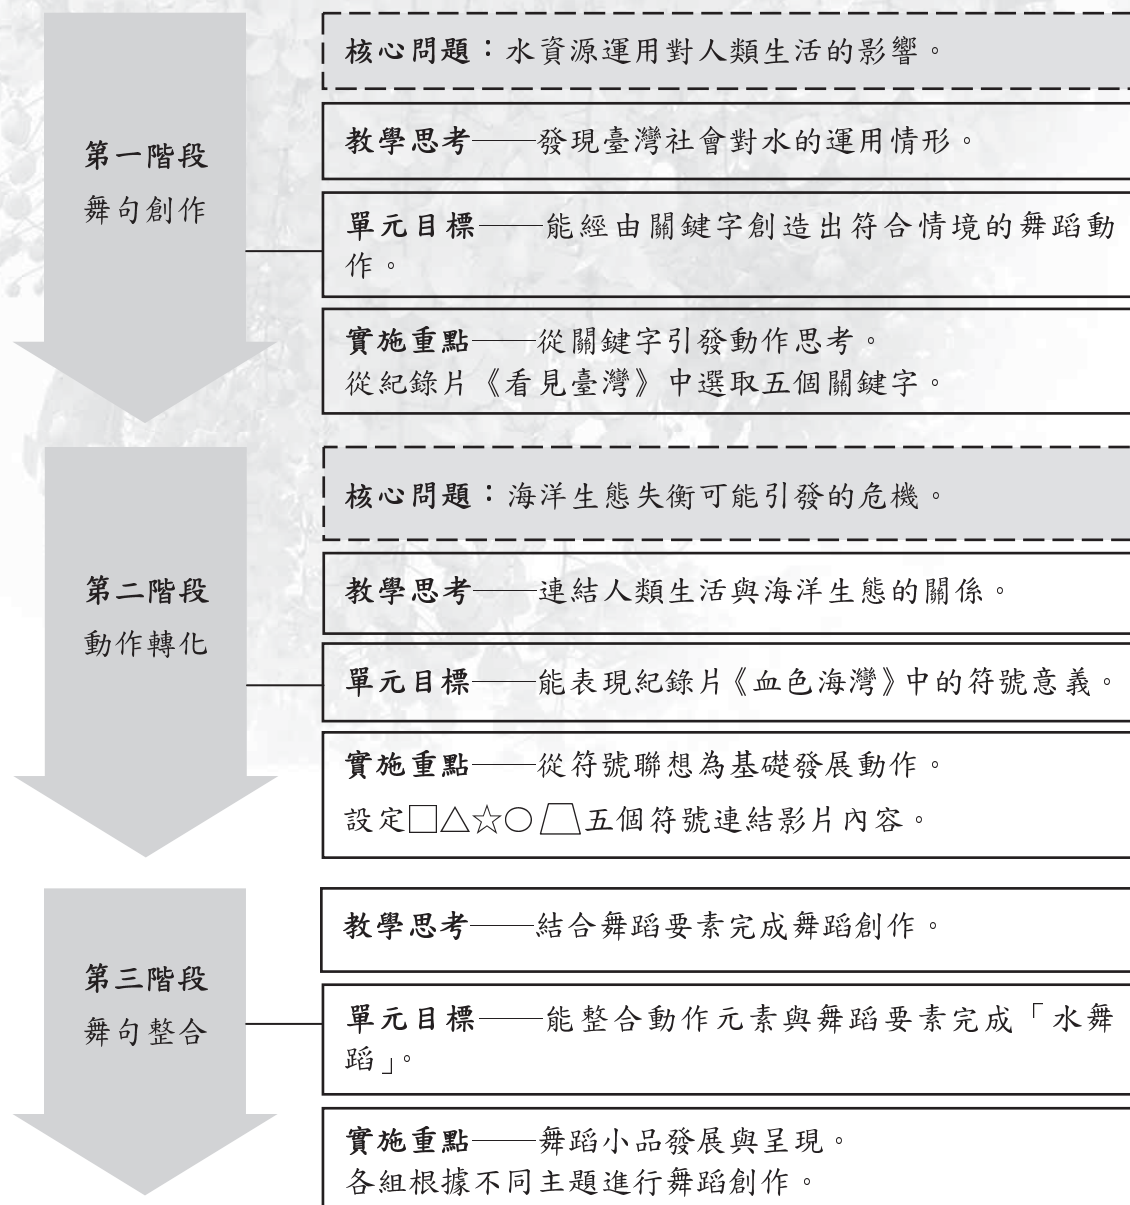 第一階段
舞句創作
核心問題：水資源運用對人類生活的影響。
教學思考——發現臺灣社會對水的運用情形。
單元目標——能經由關鍵字創造出符合情境的舞蹈動
作。
實施重點——從關鍵字引發動作思考。
從紀錄片《看見臺灣》中選取五個關鍵字。
第二階段
動作轉化
核心問題：海洋生態失衡可能引發的危機。
教學思考——連結人類生活與海洋生態的關係。
單元目標——能表現紀錄片《血色海灣》中的符號意義。
實施重點——從符號聯想為基礎發展動作。
設定□△☆○⏢五個符號連結影片內容。
第三階段
舞句整合
教學思考——結合舞蹈要素完成舞蹈創作。
單元目標——能整合動作元素與舞蹈要素完成「水舞
蹈」。
實施重點——舞蹈小品發展與呈現。
各組根據不同主題進行舞蹈創作。